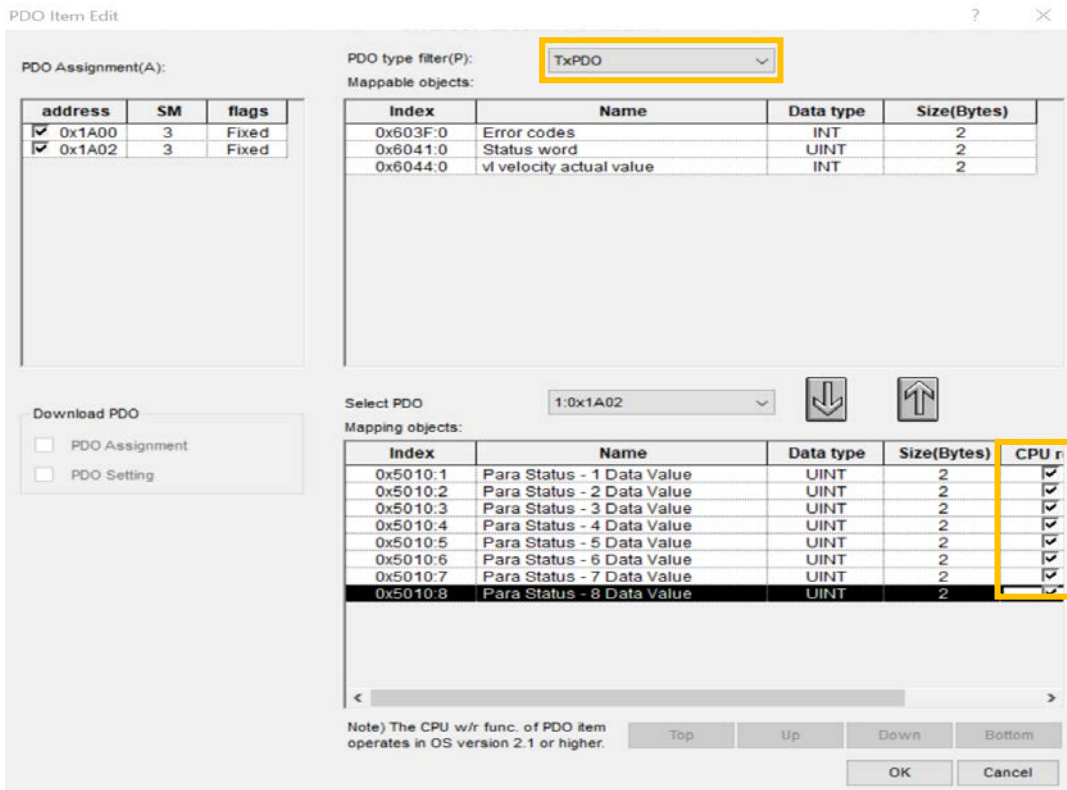 PDO Item Edit
? ×
PDO Assignment(A):
address SM flags
0x1A00 3 Fixed
0x1A02 3 Fixed
PDO type filter(P): TxPDO
Mappable objects:
Index Name Data type Size(Bytes)
0x603F:0 Error codes INT 2
0x6041:0 Status word UINT 2
0x6044:0 vl velocity actual value INT 2
Download PDO
PDO Assignment
PDO Setting
Select PDO 1:0x1A02
Mapping objects:
Index Name Data type Size(Bytes) CPU r
0x5010:1 Para Status - 1 Data Value UINT 2
0x5010:2 Para Status - 2 Data Value UINT 2
0x5010:3 Para Status - 3 Data Value UINT 2
0x5010:4 Para Status - 4 Data Value UINT 2
0x5010:5 Para Status - 5 Data Value UINT 2
0x5010:6 Para Status - 6 Data Value UINT 2
0x5010:7 Para Status - 7 Data Value UINT 2
0x5010:8 Para Status - 8 Data Value UINT 2
Note) The CPU w/r func. of PDO item
operates in OS version 2.1 or higher.
Top Up Down Bottom
OK Cancel